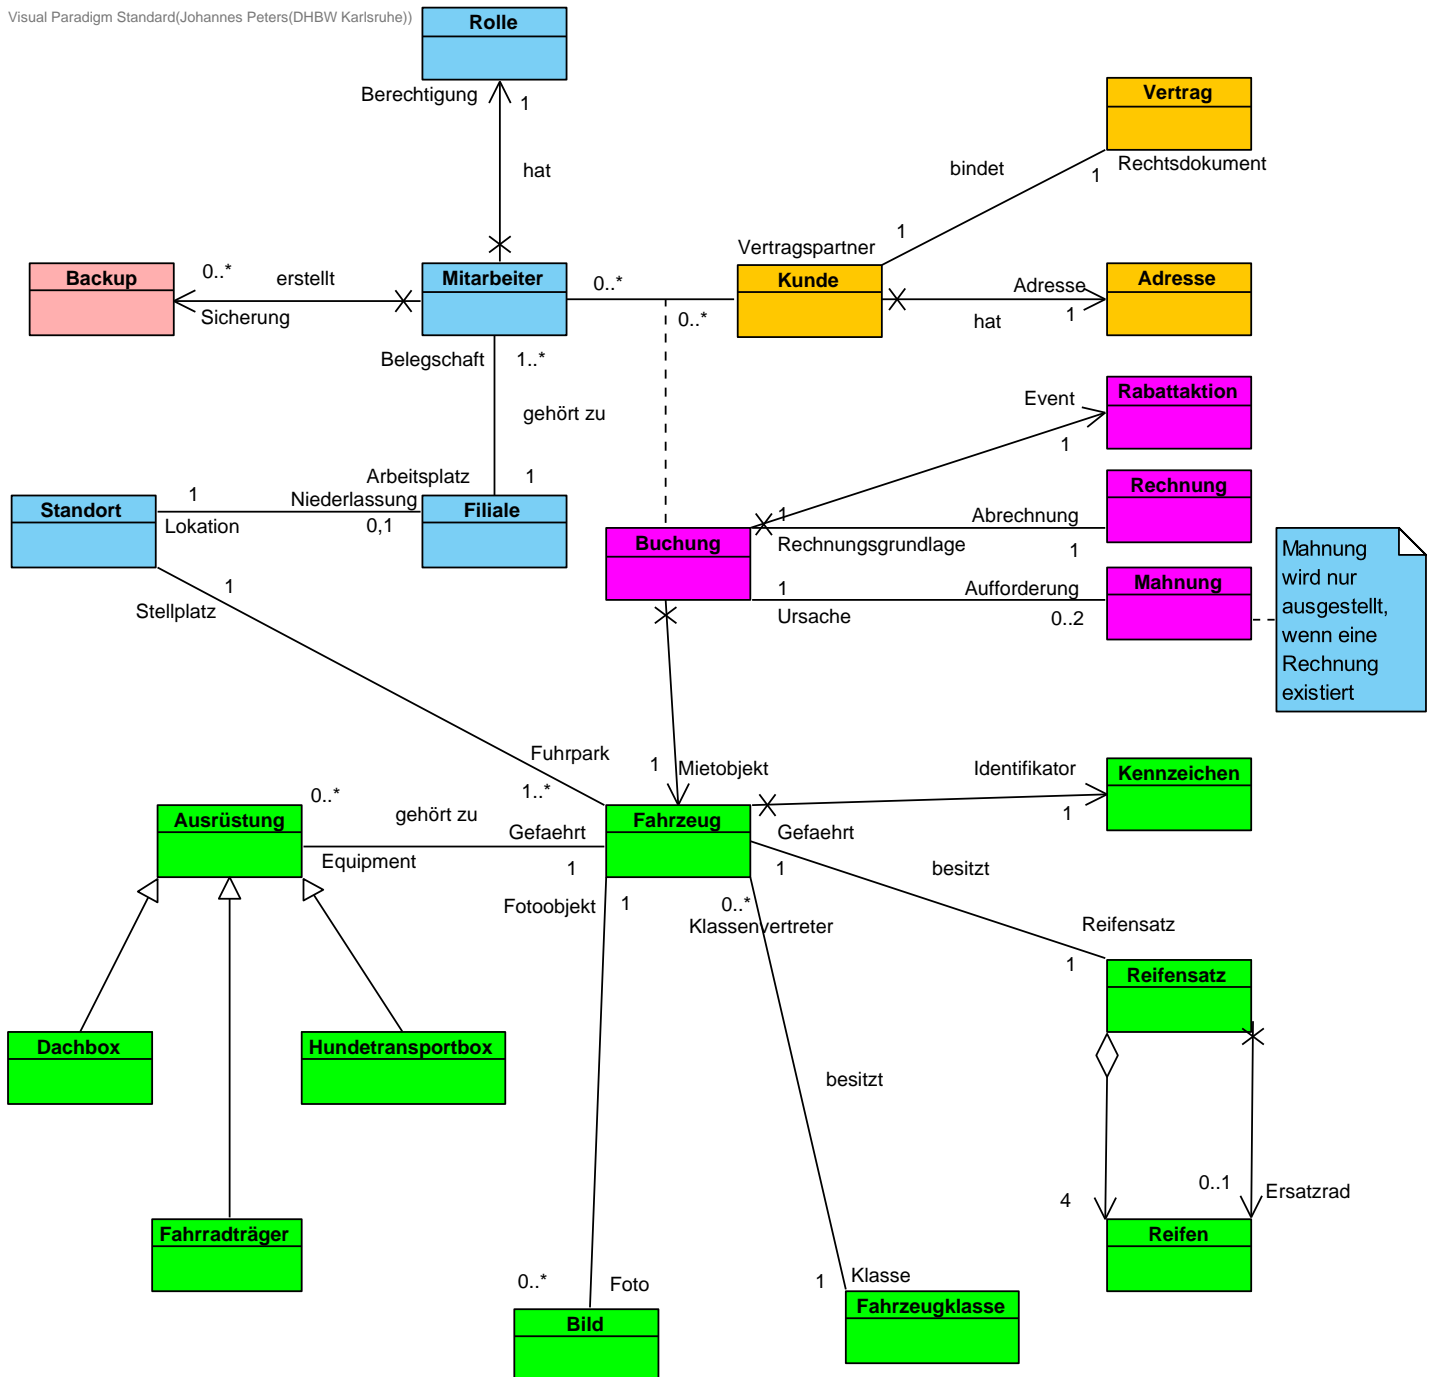 Visual Paradigm Standard(Johannes Peters(DHBW Karlsruhe))
Rolle
Berechtigung
1
hat
Vertrag
Rechtsdokument
1
bindet
1
Vertragspartner
Backup
0..*
erstellt
Sicherung
Mitarbeiter
0..*
0..*
Kunde
Adresse
1
hat
Adresse
Belegschaft
1..*
gehört zu
Arbeitsplatz
1
Event
1
Rabattaktion
Standort
1
Lokation
Niederlassung
0,1
Filiale
Buchung
1
Rechnungsgrundlage
Abrechnung
1
Rechnung
1
Ursache
Aufforderung
0..2
Mahnung
Mahnung
wird nur
ausgestellt,
wenn eine
Rechnung
existiert
1
Stellplatz
Fuhrpark
1..*
1
Mietobjekt
Identifikator
1
Kennzeichen
Ausrüstung
0..*
gehört zu
Equipment
Gefaehrt
1
Fahrzeug
Gefaehrt
1
besitzt
Fotoobjekt
1
0..*
Klassenvertreter
Reifensatz
1
Reifensatz
Dachbox
Hundetransportbox
besitzt
Fahrradträger
4
0..1
Ersatzrad
Reifen
0..*
Foto
Bild
1
Klasse
Fahrzeugklasse